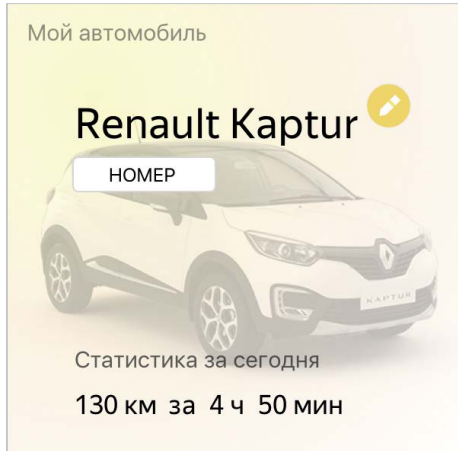 Мой автомобиль
Renault Kaptur
НОМЕР
KAPTUR
Статистика за сегодня
130 км за 4 ч 50 мин